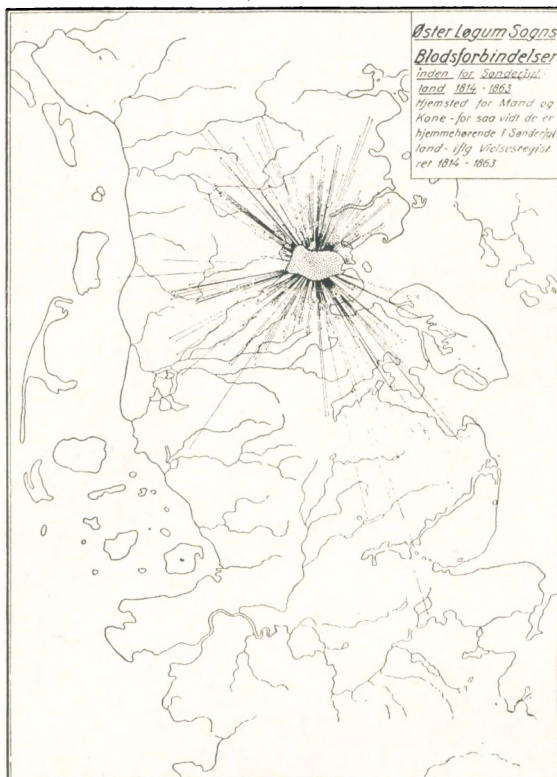 Øster Løgum Sogns
Blodsforbindelser
inden for Sønderjyl-
land 1814 - 1863
Hjemsted for Mand og
Kone - for saa vidt de er
hjemmehørende i Sønderjyl
land - iflg Vielsesregist
ret 1814 - 1863